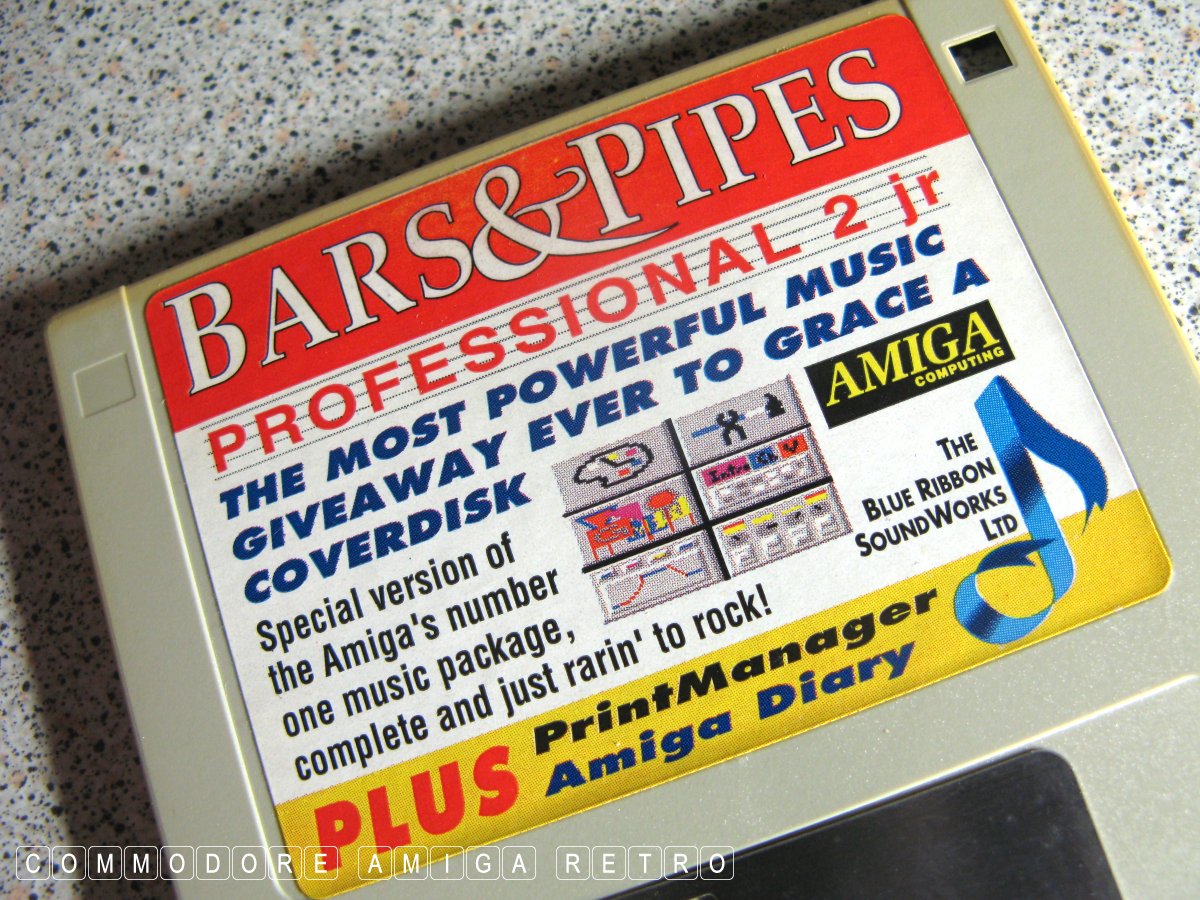 BARS&PIPES
PROFESSIONAL 2 jr
THE MOST POWERFUL MUSIC
GIVEAWAY EVER TO GRACE A
COVERDISK
AMIGA
COMPUTING
Special version of
the Amiga's number
one music package,
complete and just rarin' to rock!
THE
BLUE RIBBON
SOUNDWORKS
LTD
PLUS
PrintManager
Amiga Diary
COMMODORE AMIGA RETRO